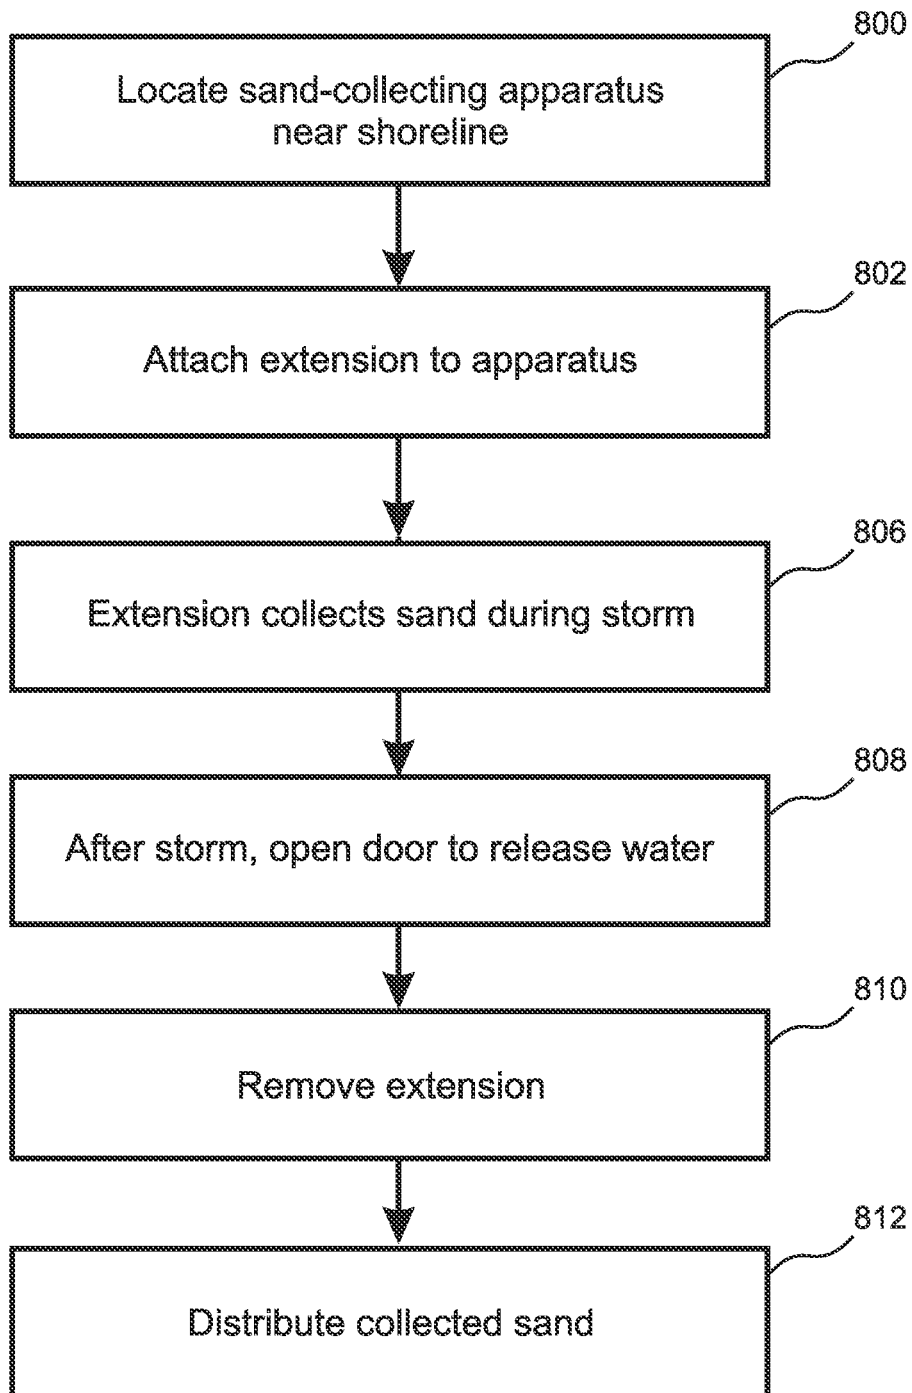 800
Locate sand-collecting apparatus
near shoreline
802
Attach extension to apparatus
806
Extension collects sand during storm
808
After storm, open door to release water
810
Remove extension
812
Distribute collected sand